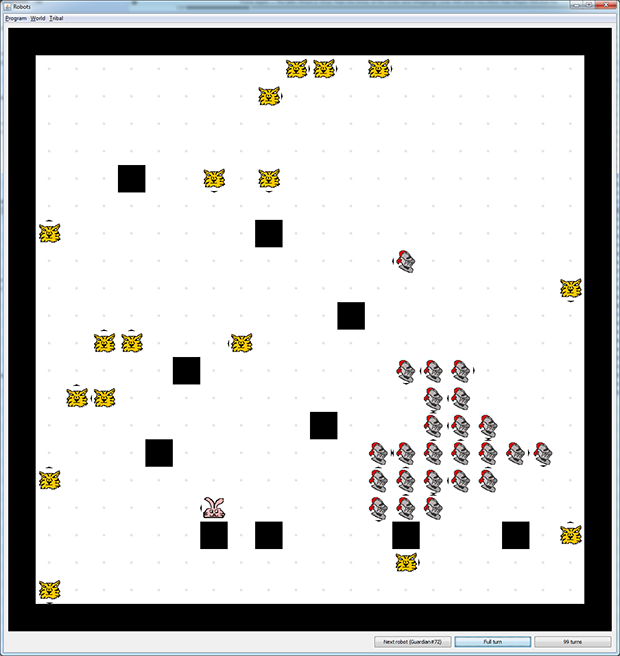 Robots
Program World Tribal
Next robot (Guardian#72) Full turn 99 turns